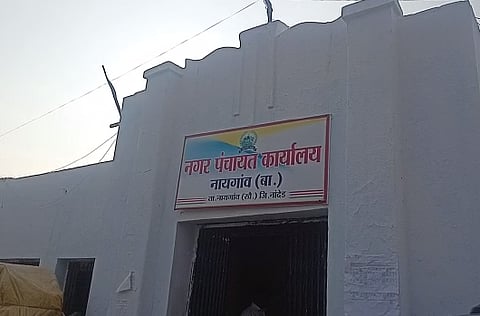 नगर पंचायत कार्यालय
नायगांव (बा.)
ता.नायगांव (खै.) जि.नांदेड